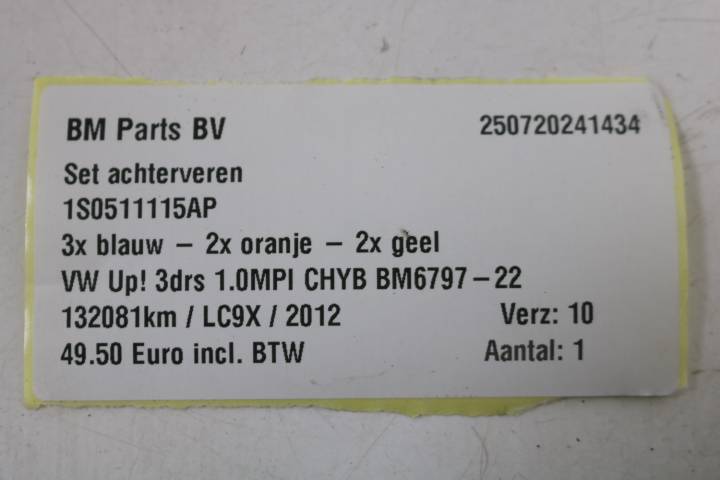 BM Parts BV 250720241434
Set achterveren
1S0511115AP
3x blauw – 2x oranje – 2x geel
VW Up! 3drs 1.0MPI CHYB BM6797–22
132081km / LC9X / 2012 Verz: 10
49.50 Euro incl. BTW Aantal: 1